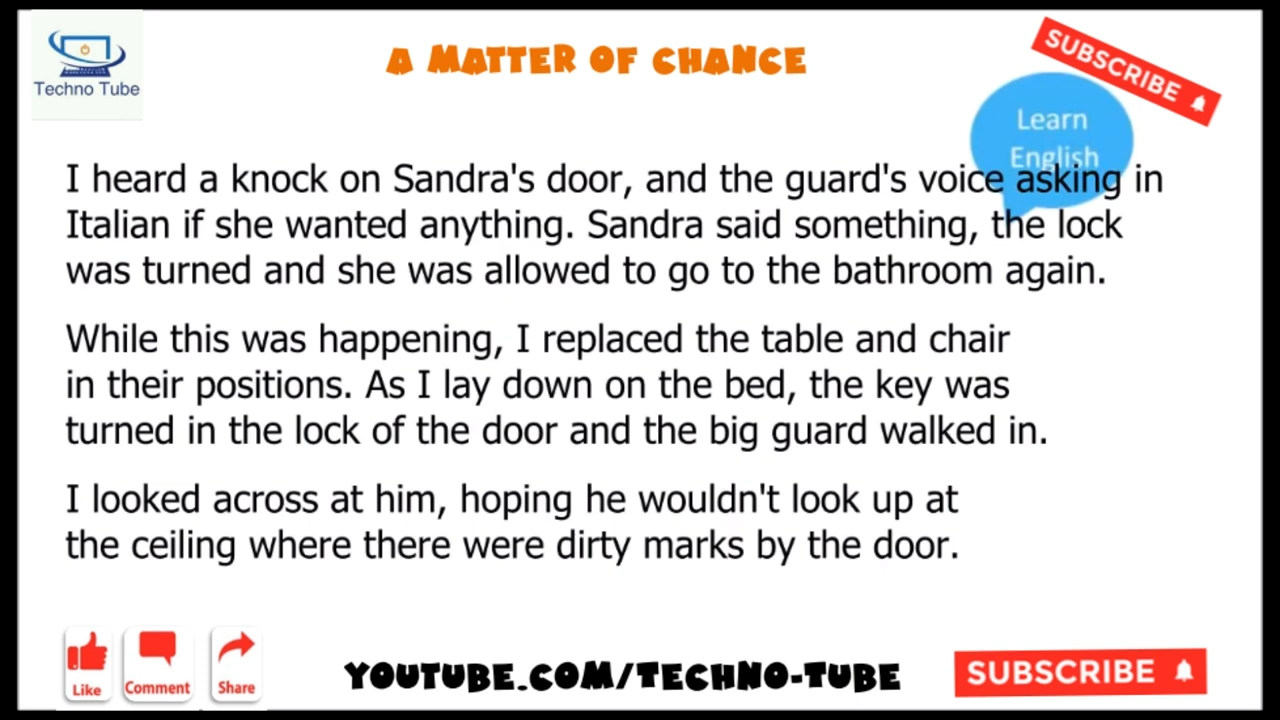 A MATTER OF CHANCE
SUBSCRIBE
Techno Tube
Learn
English
I heard a knock on Sandra's door, and the guard's voice asking in
Italian if she wanted anything. Sandra said something, the lock
was turned and she was allowed to go to the bathroom again.
While this was happening, I replaced the table and chair
in their positions. As I lay down on the bed, the key was
turned in the lock of the door and the big guard walked in.
I looked across at him, hoping he wouldn't look up at
the ceiling where there were dirty marks by the door.
Like
Comment
Share
YOUTUBE.COM/TECHNO-TUBE
SUBSCRIBE